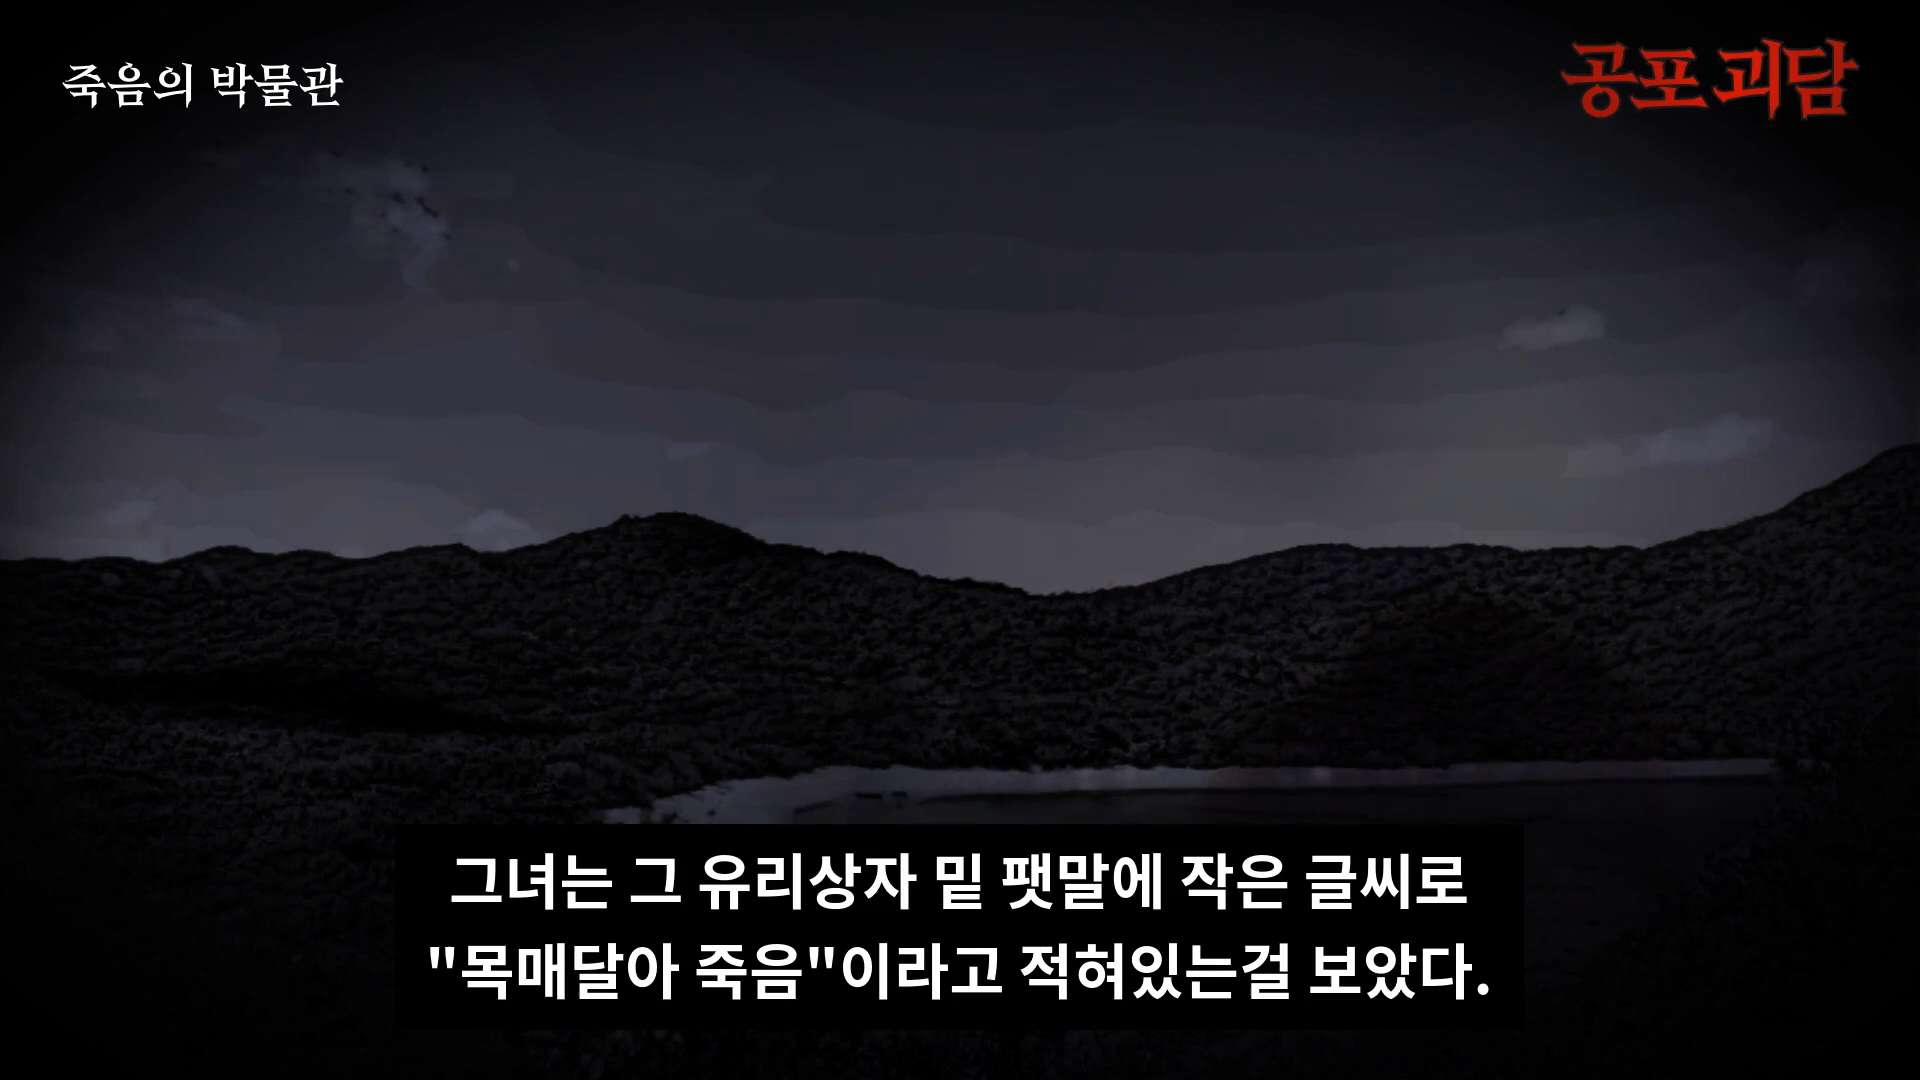 죽음의 박물관
공포 괴담
그녀는 그 유리상자 밑 팻말에 작은 글씨로
"목매달아 죽음"이라고 적혀있는걸 보았다.